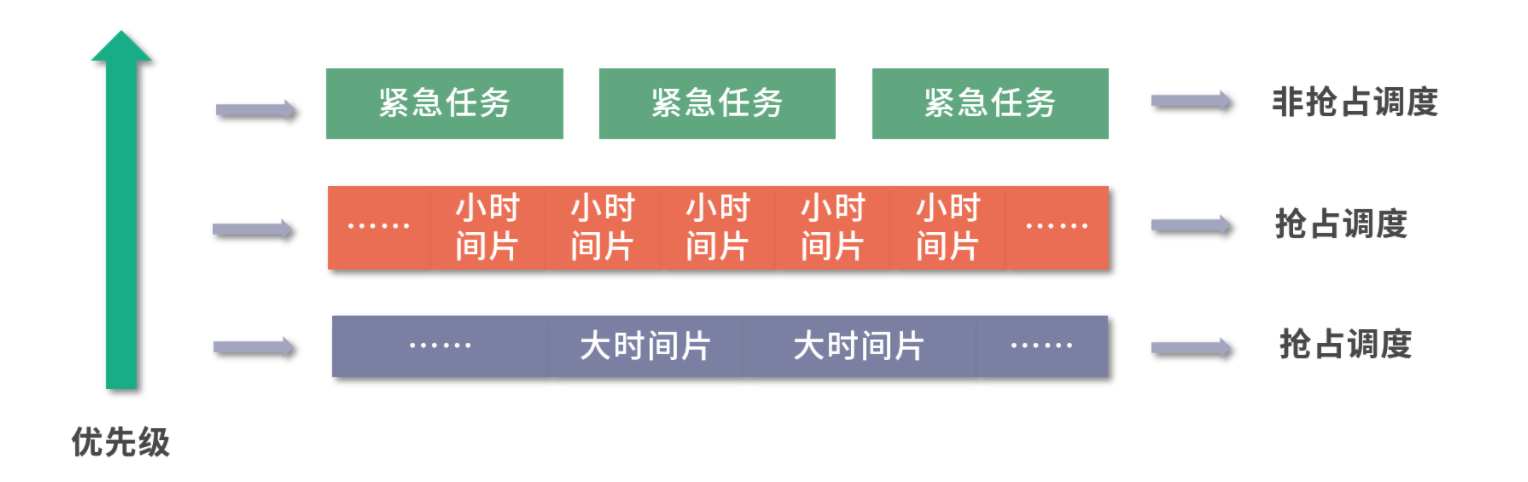 紧急任务 紧急任务 紧急任务 非抢占调度
…… 小时间片 小时间片 小时间片 小时间片 小时间片 …… 抢占调度
…… 大时间片 大时间片 …… 抢占调度
优先级